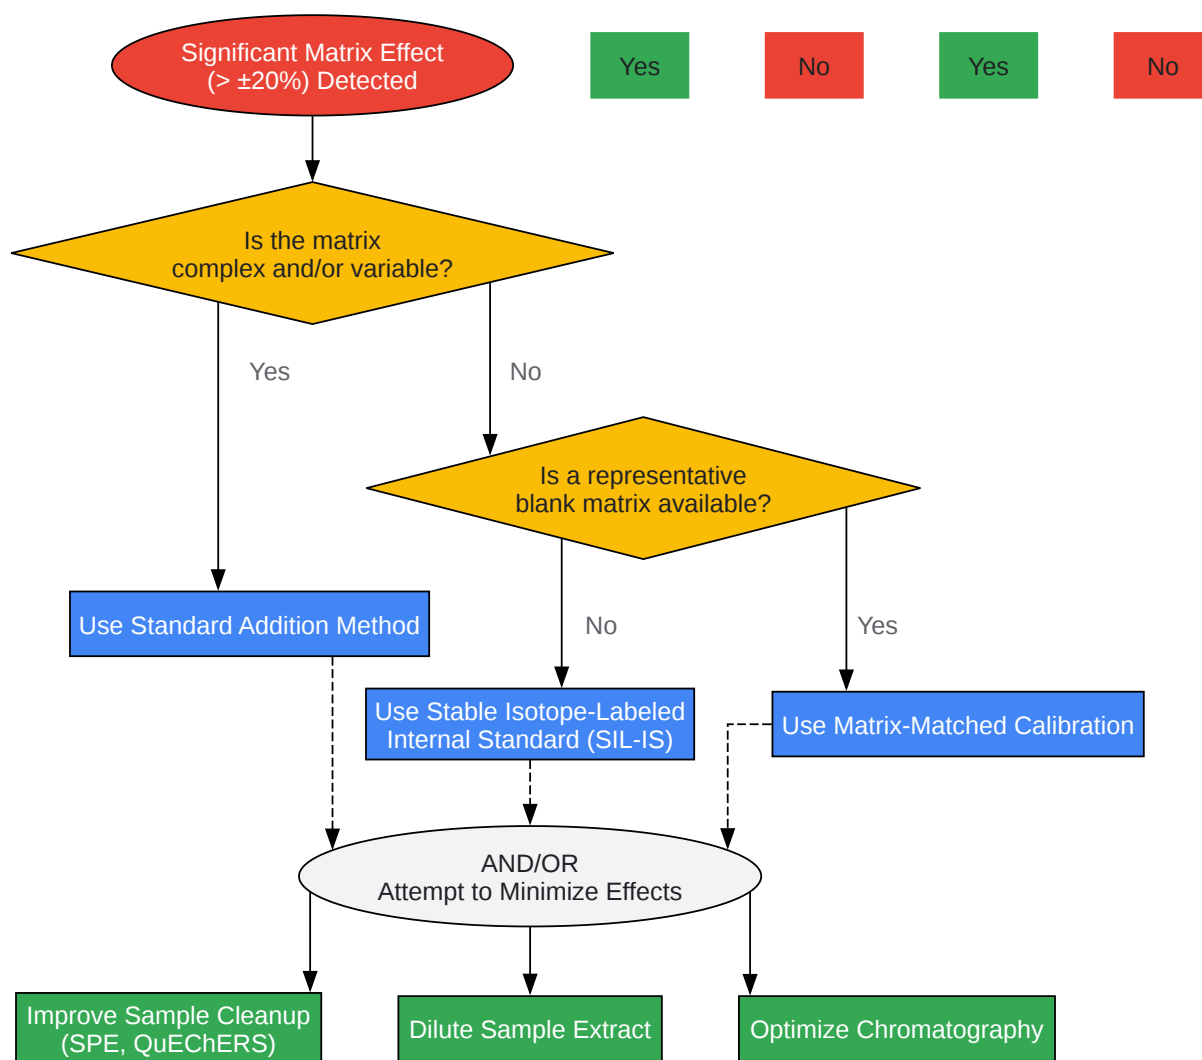 Significant Matrix Effect
(> ±20%) Detected
Yes
No
Yes
No
Is the matrix
complex and/or variable?
Yes
No
Is a representative
blank matrix available?
Use Standard Addition Method
No
Yes
Use Stable Isotope-Labeled
Internal Standard (SIL-IS)
Use Matrix-Matched Calibration
AND/OR
Attempt to Minimize Effects
Improve Sample Cleanup
(SPE, QuEChERS)
Dilute Sample Extract
Optimize Chromatography